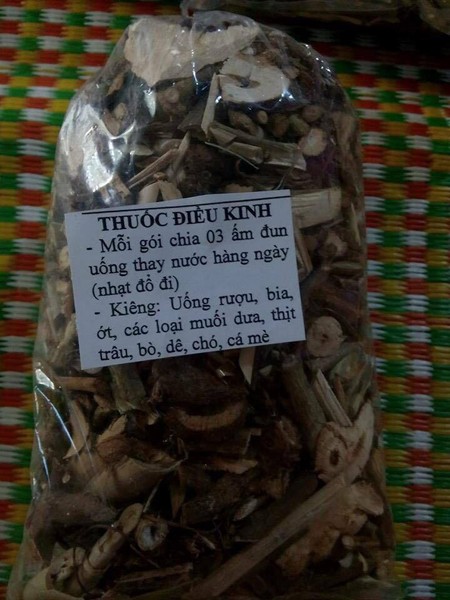 THUỐC ĐIỀU KINH
- Mỗi gói chia 03 ấm đun
uống thay nước hàng ngày
(nhạt đổ đi)
- Kiêng: Uống rượu, bia,
ớt, các loại muối dưa, thịt
trâu, bò, dê, chó, cá mè